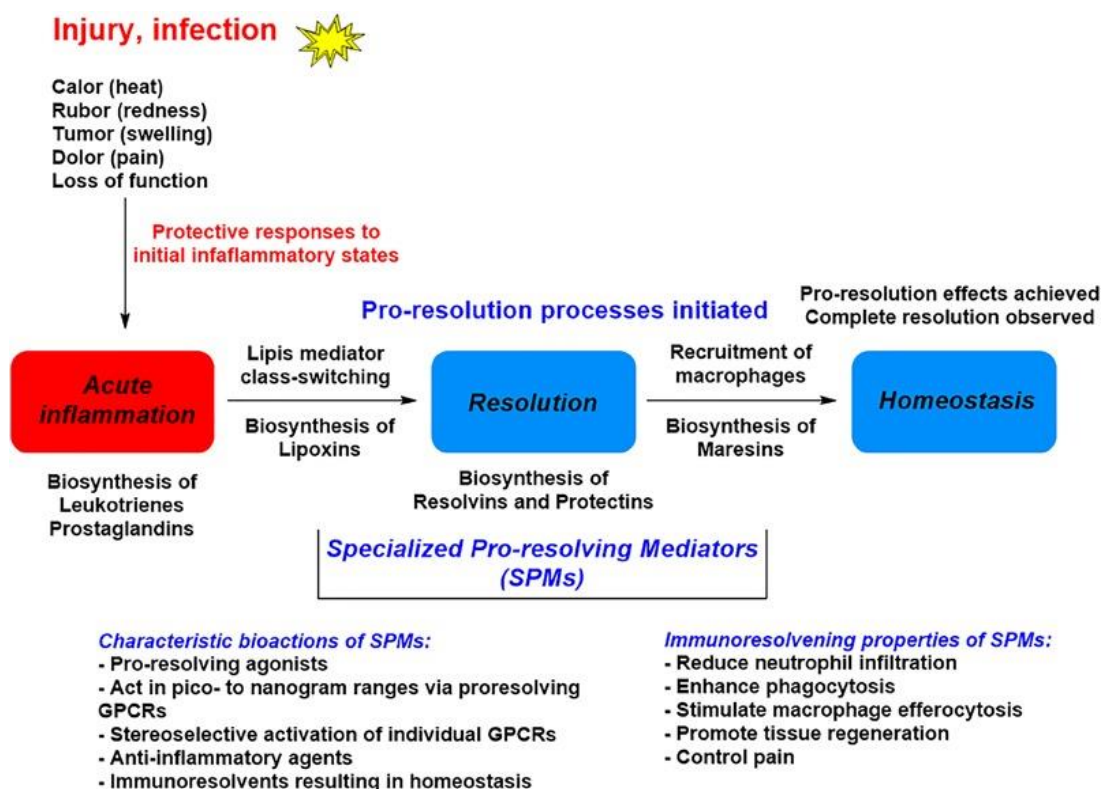 Injury, infection
Calor (heat)
Rubor (redness)
Tumor (swelling)
Dolor (pain)
Loss of function
Protective responses to
initial infaflammatory states
Pro-resolution processes initiated
Pro-resolution effects achieved
Complete resolution observed
Acute
inflammation
Lipis mediator
class-switching
Biosynthesis of
Lipoxins
Resolution
Recruitment of
macrophages
Biosynthesis of
Maresins
Homeostasis
Biosynthesis of
Leukotrienes
Prostaglandins
Biosynthesis of
Resolvins and Protectins
Specialized Pro-resolving Mediators
(SPMs)
Characteristic bioactions of SPMs:
- Pro-resolving agonists
- Act in pico- to nanogram ranges via proresolving
GPCRs
- Stereoselective activation of individual GPCRs
- Anti-inflammatory agents
- Immunoresolvents resulting in homeostasis
Immunoresolvening properties of SPMs:
- Reduce neutrophil infiltration
- Enhance phagocytosis
- Stimulate macrophage efferocytosis
- Promote tissue regeneration
- Control pain